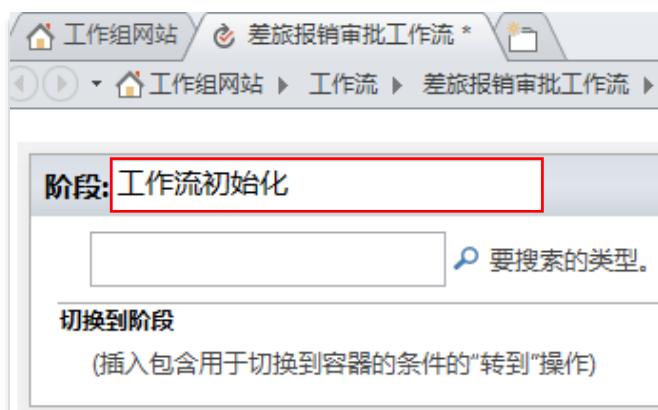 工作组网站 差旅报销审批工作流 *
工作组网站 ▶ 工作流 ▶ 差旅报销审批工作流 ▶
阶段: 工作流初始化
要搜索的类型。
切换到阶段
(插入包含用于切换到容器的条件的“转到”操作)